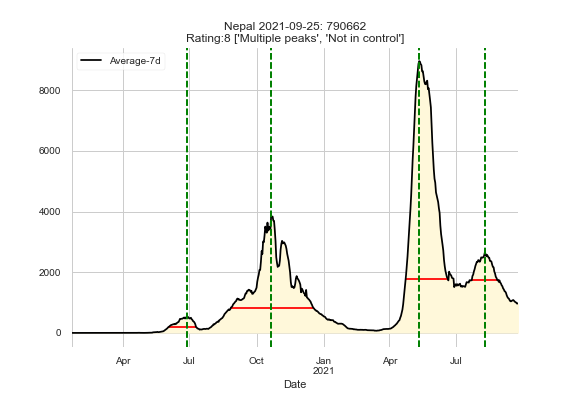 Nepal 2021-09-25: 790662
Rating:8 ['Multiple peaks', 'Not in control']
Average-7d
8000
6000
4000
2000
0
Apr Jul Oct Jan Apr Jul
2021
Date